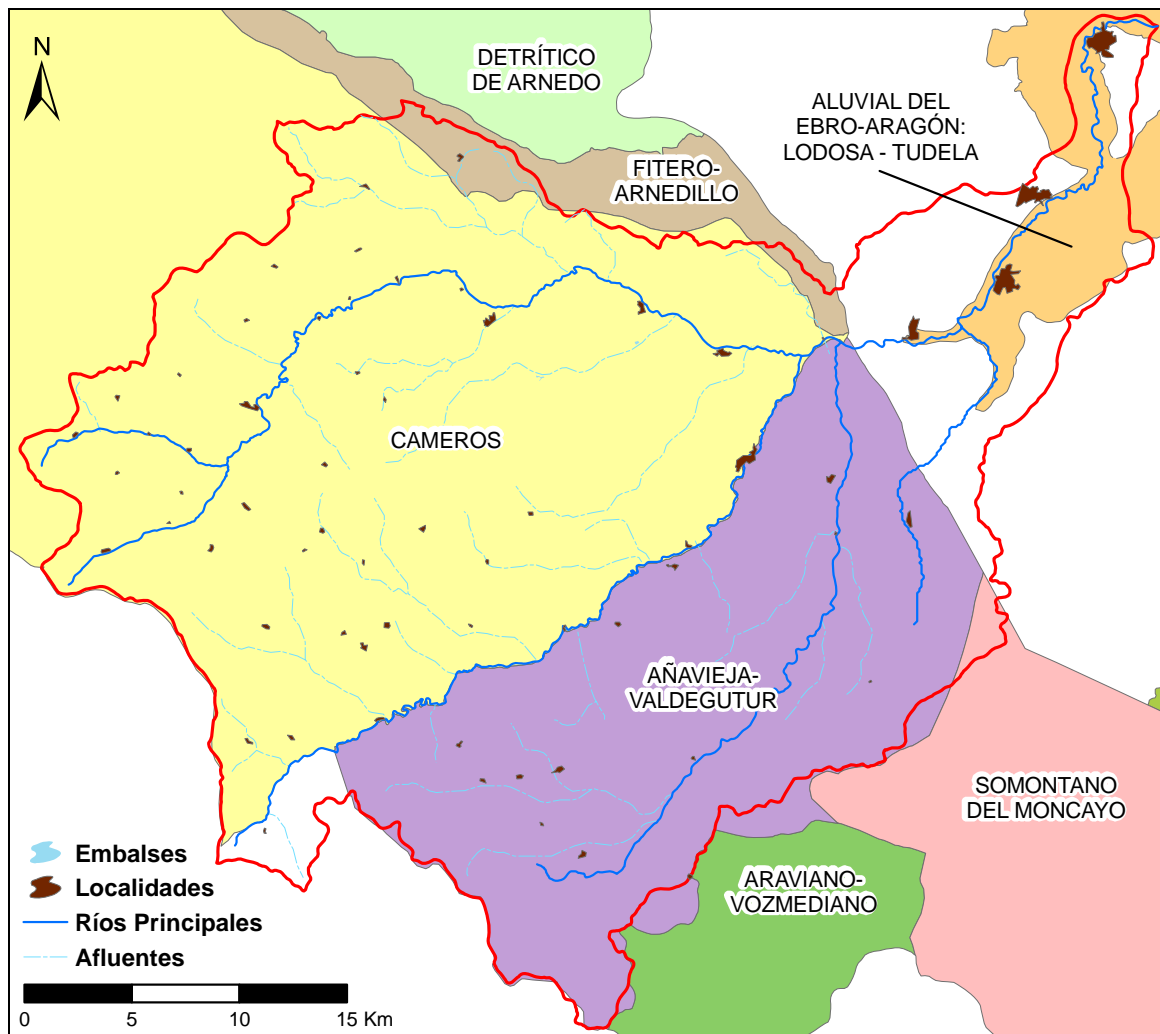 N
DETRÍTICO
DE ARNEDO
ALUVIAL DEL
EBRO-ARAGÓN:
LODOSA - TUDELA
FITERO-
ARNEDILLO
CAMEROS
AÑAVIEJA-
VALDEGUTUR
SOMONTANO
DEL MONCAYO
ARAVIANO-
VOZMEDIANO
Embalses
Localidades
Ríos Principales
Afluentes
0 5 10 15 Km